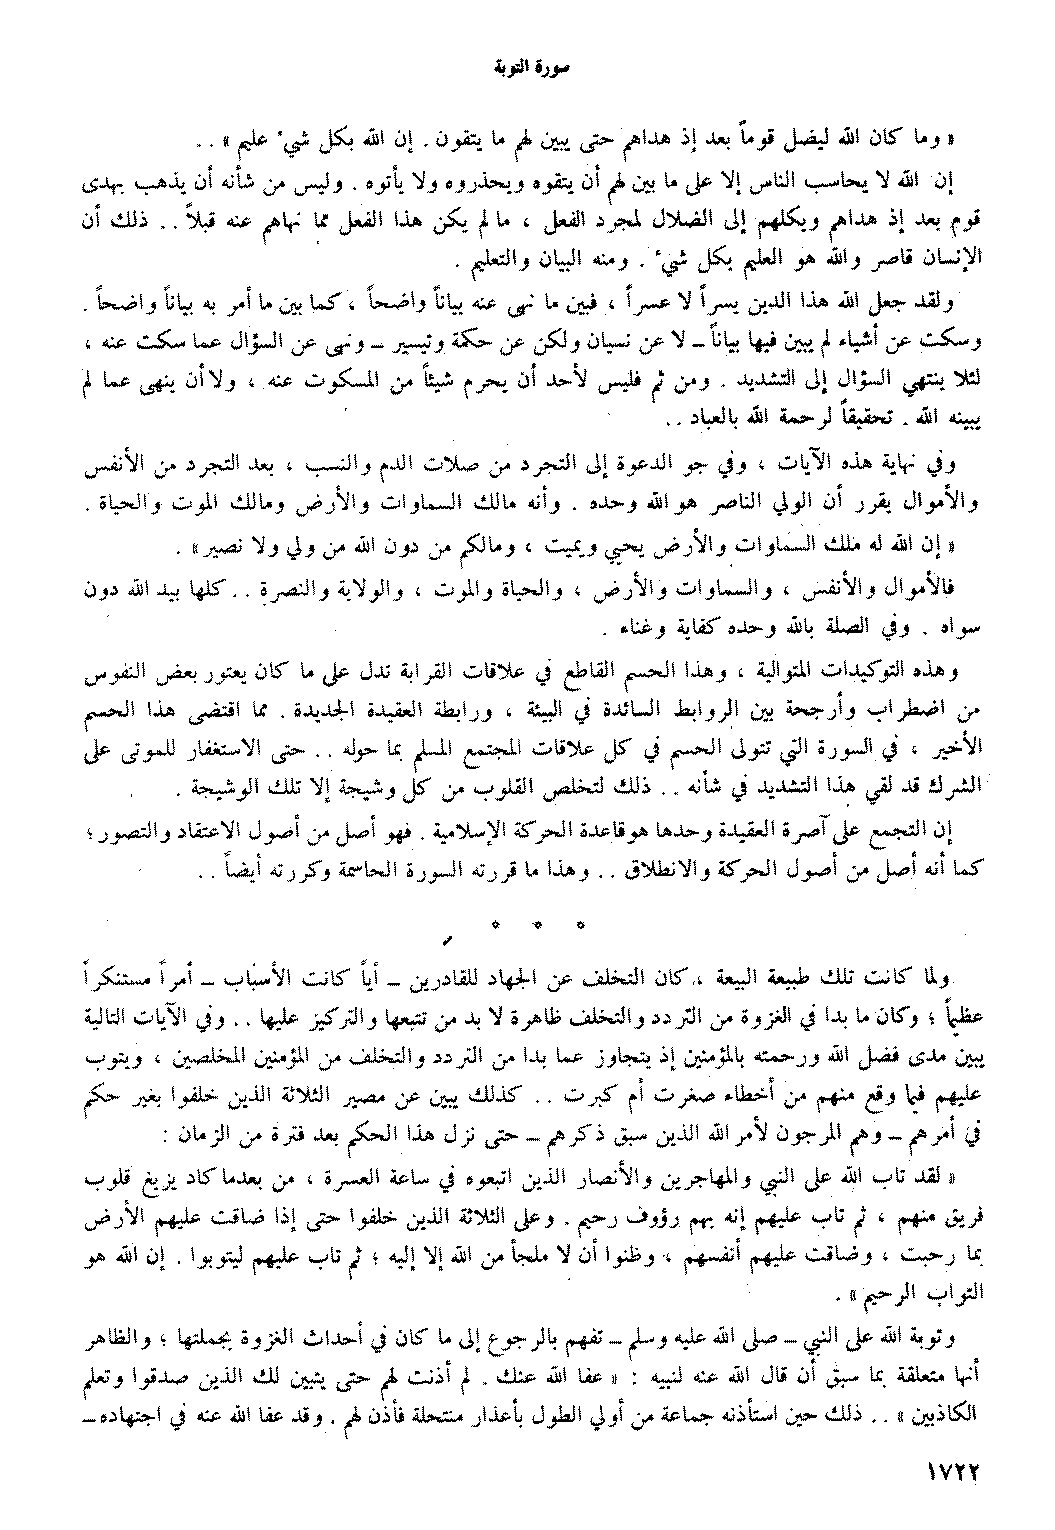 سورة التوبة
« وما كان الله ليضل قوماً بعد إذ هداهم حتى يبين لهم ما يتقون . إن الله بكل شيء عليم » . .
إن الله لا يحاسب الناس إلا على ما بين لهم أن يتقوه ويحذروه ولا يأتوه . وليس من شأنه أن يذهب بهدى
قوم بعد إذ هداهم ويكلهم إلى الضلال لمجرد الفعل ، ما لم يكن هذا الفعل مما نهاهم عنه قبلاً . . ذلك أن
الإنسان قاصر والله هو العليم بكل شيء . ومنه البيان والتعليم .
ولقد جعل الله هذا الدين يسراً لا عسراً ، فبين ما نهى عنه بياناً واضحاً ، كما بين ما أمر به بياناً واضحاً .
وسكت عن أشياء لم يبين فيها بياناً – لا عن نسيان ولكن عن حكمة وتيسير – ونهى عن السؤال عما سكت عنه ،
لئلا ينتهي السؤال إلى التشديد . ومن ثم فليس لأحد أن يحرم شيئاً من المسكوت عنه ، ولا أن ينهى عما لم
يبينه الله . تحقيقاً لرحمة الله بالعباد . .
وفي نهاية هذه الآيات ، وفي جو الدعوة إلى التجرد من صلات الدم والنسب ، بعد التجرد من الأنفس
والأموال يقرر أن الولي الناصر هو الله وحده . وأنه مالك السماوات والأرض ومالك الموت والحياة .
« إن الله له ملك السماوات والأرض يحيي ويميت ، ومالكم من دون الله من ولي ولا نصير » .
فالأموال والأنفس ، والسماوات والأرض ، والحياة والموت ، والولاية والنصرة . . كلها بيد الله دون
سواه . وفي الصلة بالله وحده كفاية وغناء .
وهذه التوكيدات المتوالية ، وهذا الحسم القاطع في علاقات القرابة تدل على ما كان يعتور بعض النفوس
من اضطراب وأرجحة بين الروابط السائدة في البيئة ، ورابطة العقيدة الجديدة . مما اقتضى هذا الحسم
الأخير ، في السورة التي تتولى الحسم في كل علاقات المجتمع المسلم بما حوله . . حتى الاستغفار للموتى على
الشرك قد لقي هذا التشديد في شأنه . . ذلك لتخلص القلوب من كل وشيجة إلا تلك الوشيجة .
إن التجمع على آصرة العقيدة وحدها هو قاعدة الحركة الإسلامية . فهو أصل من أصول الاعتقاد والتصور ؛
كما أنه أصل من أصول الحركة والانطلاق . . وهذا ما قررته السورة الحاسمة وكررته أيضاً . .
* * *
ولما كانت تلك طبيعة البيعة ، كان التخلف عن الجهاد للقادرين – أياً كانت الأسباب – أمراً مستنكراً
عظيماً ؛ وكان ما بدا في الغزوة من التردد والتخلف ظاهرة لا بد من تتبعها والتركيز عليها . . وفي الآيات التالية
يبين مدى فضل الله ورحمته بالمؤمنين إذ يتجاوز عما بدا من التردد والتخلف من المؤمنين المخلصين ، ويتوب
عليهم فيما وقع منهم من أخطاء صغرت أم كبرت . . كذلك يبين عن مصير الثلاثة الذين خلفوا بغير حكم
في أمرهم – وهم المرجون لأمر الله الذين سبق ذكرهم – حتى نزل هذا الحكم بعد فترة من الزمان :
« لقد تاب الله على النبي والمهاجرين والأنصار الذين اتبعوه في ساعة العسرة ، من بعدما كاد يزيغ قلوب
فريق منهم ، ثم تاب عليهم إنه بهم رؤوف رحيم . وعلى الثلاثة الذين خلفوا حتى إذا ضاقت عليهم الأرض
بما رحبت ، وضاقت عليهم أنفسهم ، وظنوا أن لا ملجأ من الله إلا إليه ؛ ثم تاب عليهم ليتوبوا . إن الله هو
التواب الرحيم » .
وتوبة الله على النبي – صلى الله عليه وسلم – تفهم بالرجوع إلى ما كان في أحداث الغزوة بجملتها ؛ والظاهر
أنها متعلقة بما سبق أن قال الله عنه لنبيه : « عفا الله عنك . لم أذنت لهم حتى يتبين لك الذين صدقوا وتعلم
الكاذبين » . . ذلك حين استأذنه جماعة من أولي الطول بأعذار منتحلة فأذن لهم . وقد عفا الله عنه في اجتهاده –
١٧٢٢